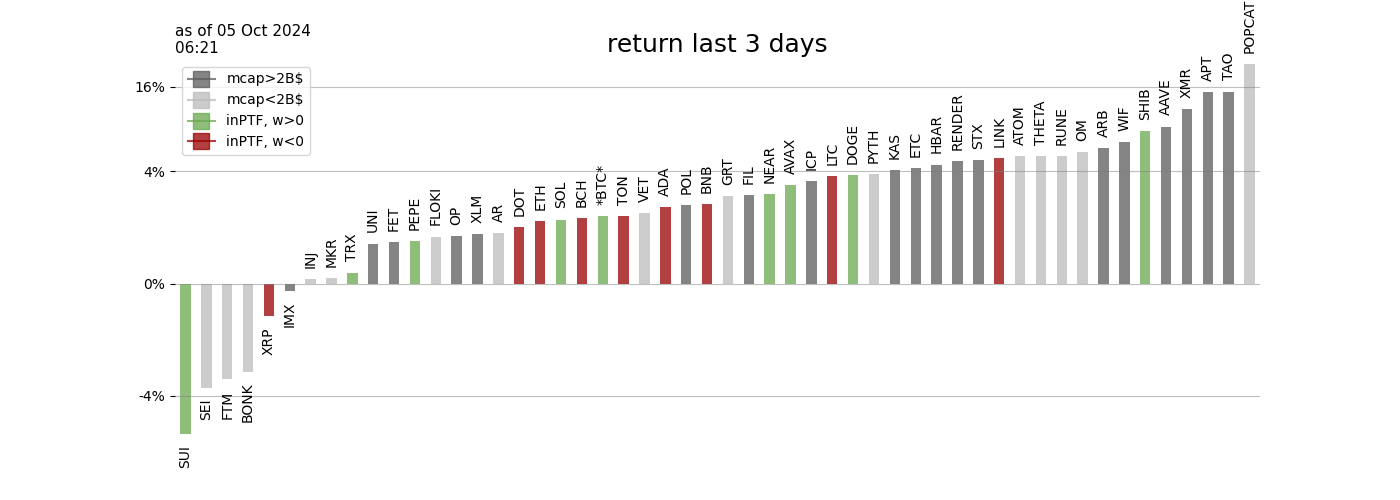 as of 05 Oct 2024
06:21
return last 3 days
mcap>2B$
mcap<2B$
inPTF, w>0
inPTF, w<0
16%
4%
0%
-4%
SUI
SEI
FTM
BONK
XRP
IMX
INJ
MKR
TRX
UNI
FET
PEPE
FLOKI
OP
XLM
AR
DOT
ETH
SOL
BCH
*BTC*
TON
VET
ADA
POL
BNB
GRT
FIL
NEAR
AVAX
ICP
LTC
DOGE
PYTH
KAS
ETC
HBAR
RENDER
STX
LINK
ATOM
THETA
RUNE
OM
ARB
WIF
SHIB
AAVE
XMR
APT
TAO
POPCAT